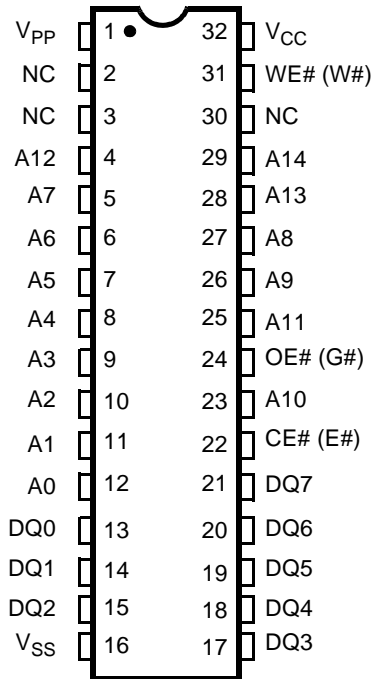 VPP 1 32 VCC
NC 2 31 WE# (W#)
NC 3 30 NC
A12 4 29 A14
A7 5 28 A13
A6 6 27 A8
A5 7 26 A9
A4 8 25 A11
A3 9 24 OE# (G#)
A2 10 23 A10
A1 11 22 CE# (E#)
A0 12 21 DQ7
DQ0 13 20 DQ6
DQ1 14 19 DQ5
DQ2 15 18 DQ4
VSS 16 17 DQ3